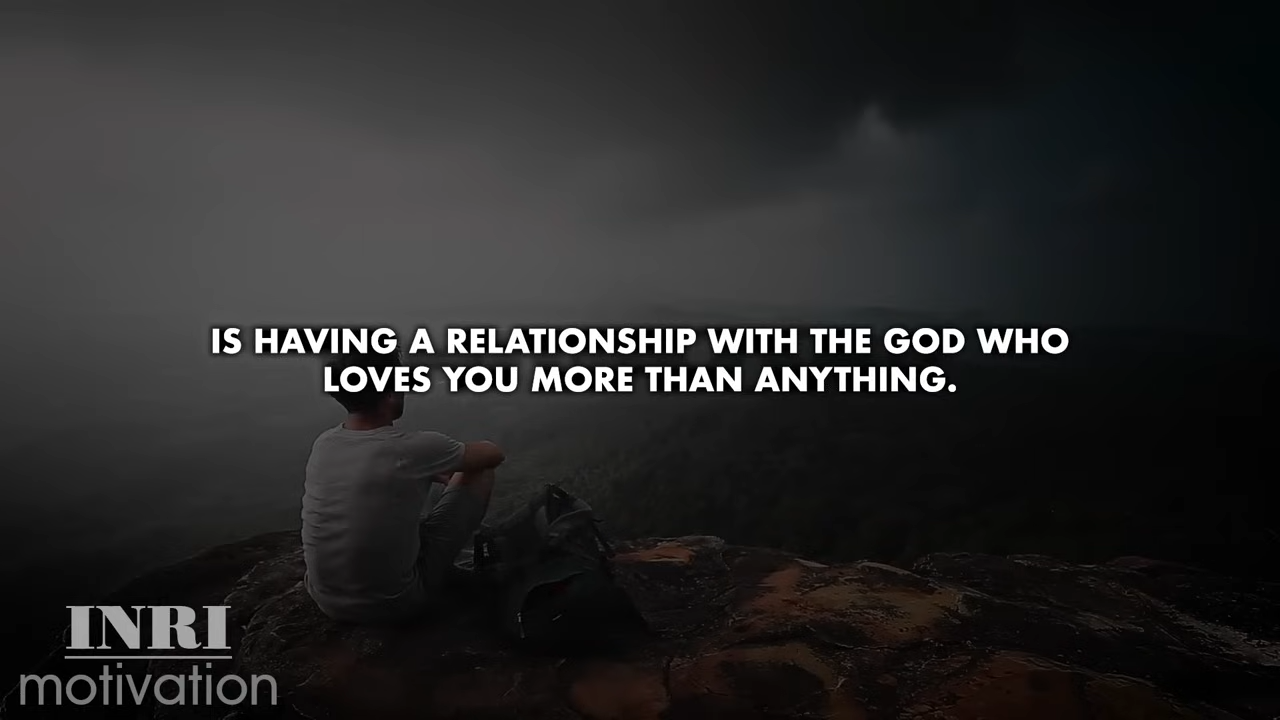 IS HAVING A RELATIONSHIP WITH THE GOD WHO
LOVES YOU MORE THAN ANYTHING.
INRI
motivation